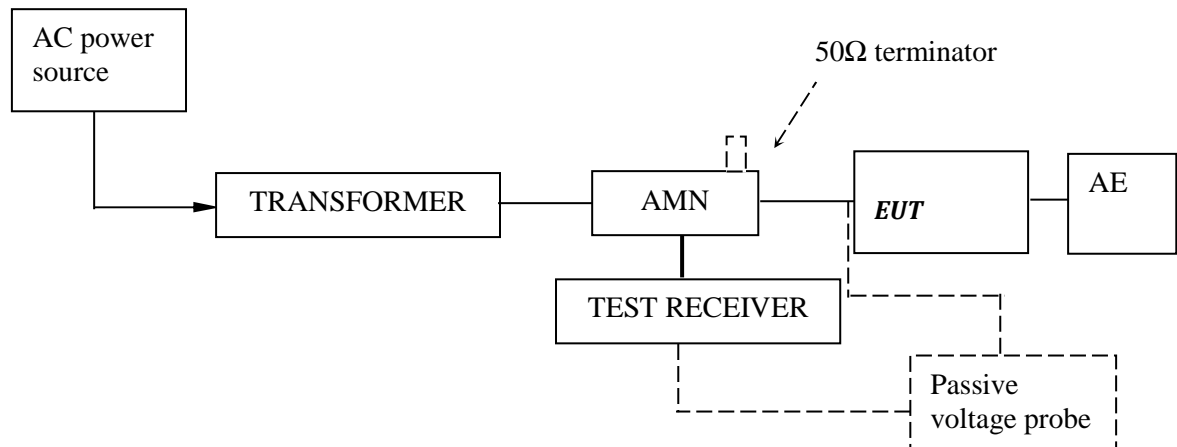 AC power
source
50Ω terminator
TRANSFORMER
AMN
EUT
AE
TEST RECEIVER
Passive
voltage probe